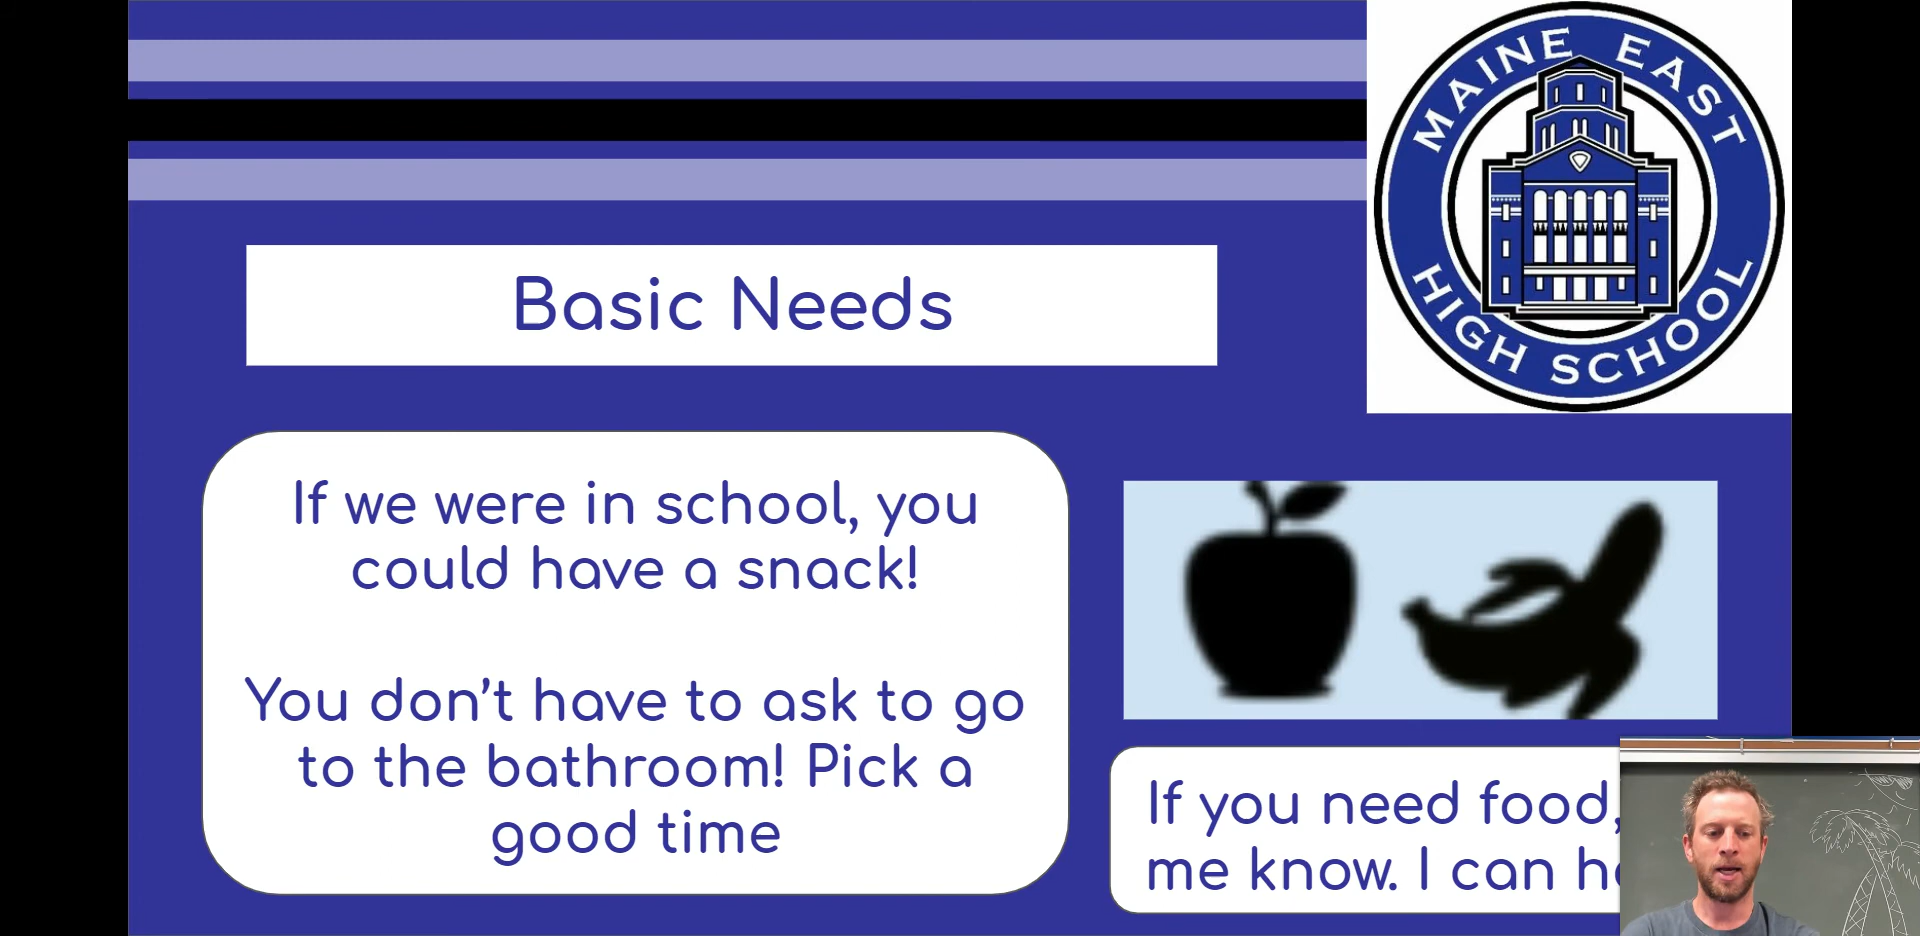 MAINE EAST
HIGH SCHOOL
Basic Needs
If we were in school, you
could have a snack!
You don't have to ask to go
to the bathroom! Pick a
good time
If you need food,
me know. I can